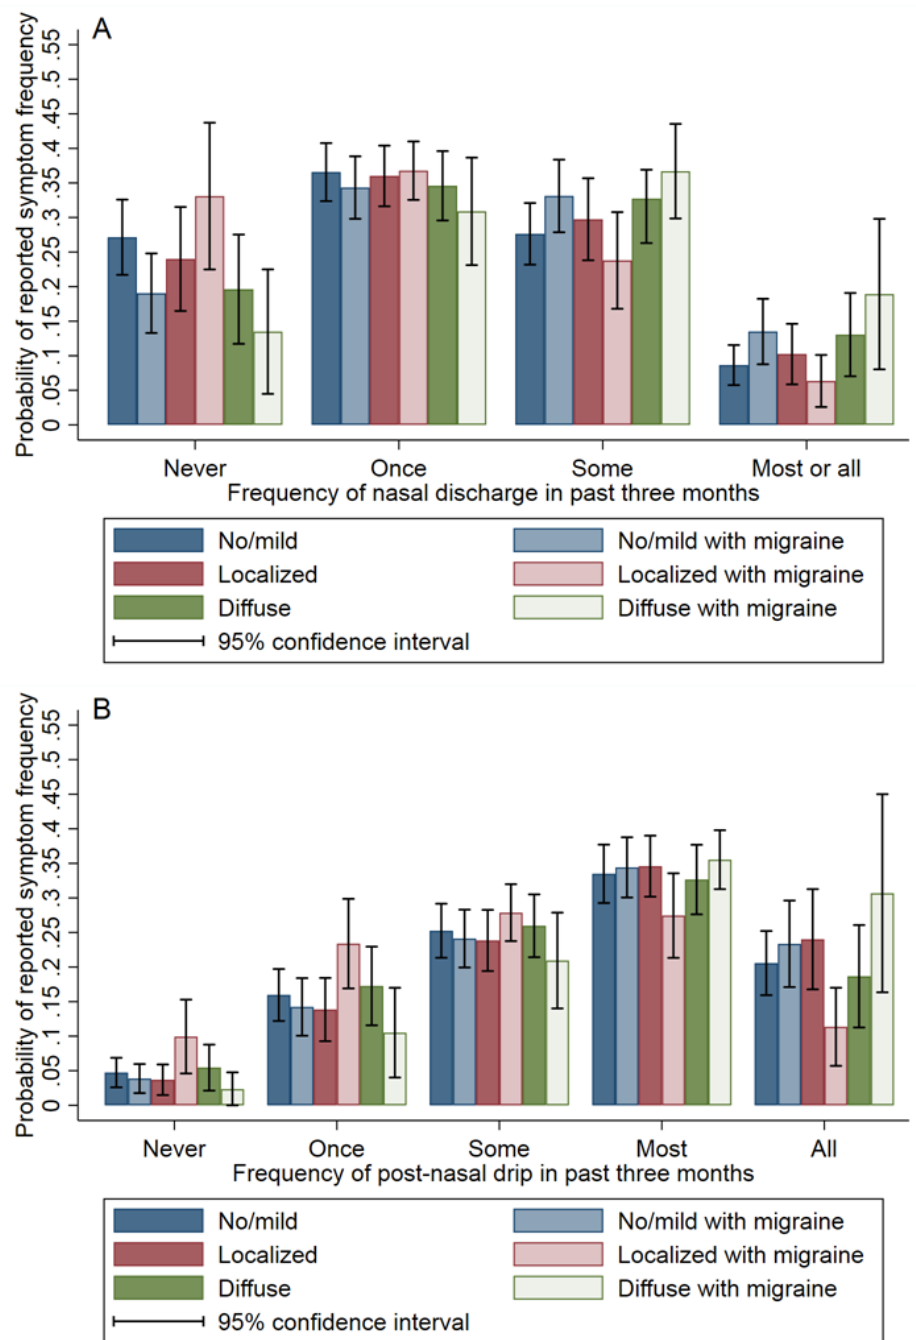 A
Probability of reported symptom frequency
.55
.5
.45
.4
.35
.3
.25
.2
.15
.1
.05
0
Never Once Some Most or all
Frequency of nasal discharge in past three months
No/mild No/mild with migraine
Localized Localized with migraine
Diffuse Diffuse with migraine
95% confidence interval
B
Probability of reported symptom frequency
.55
.5
.45
.4
.35
.3
.25
.2
.15
.1
.05
0
Never Once Some Most All
Frequency of post-nasal drip in past three months
No/mild No/mild with migraine
Localized Localized with migraine
Diffuse Diffuse with migraine
95% confidence interval